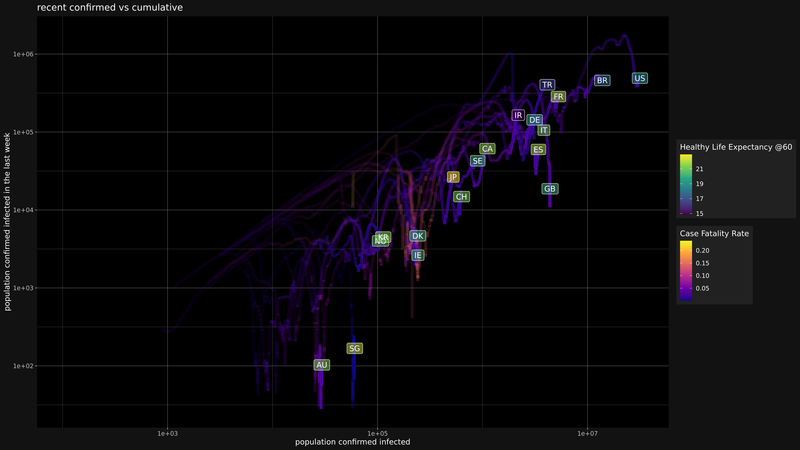 recent confirmed vs cumulative
population confirmed infected in the last week
1e+06
1e+05
1e+04
1e+03
1e+02
TR
BR
US
FR
IR
DE
IT
CA
ES
SE
JP
CH
GB
KR
NO
DK
IE
SG
AU
1e+03
1e+05
1e+07
population confirmed infected
Healthy Life Expectancy @60
21
19
17
15
Case Fatality Rate
0.20
0.15
0.10
0.05